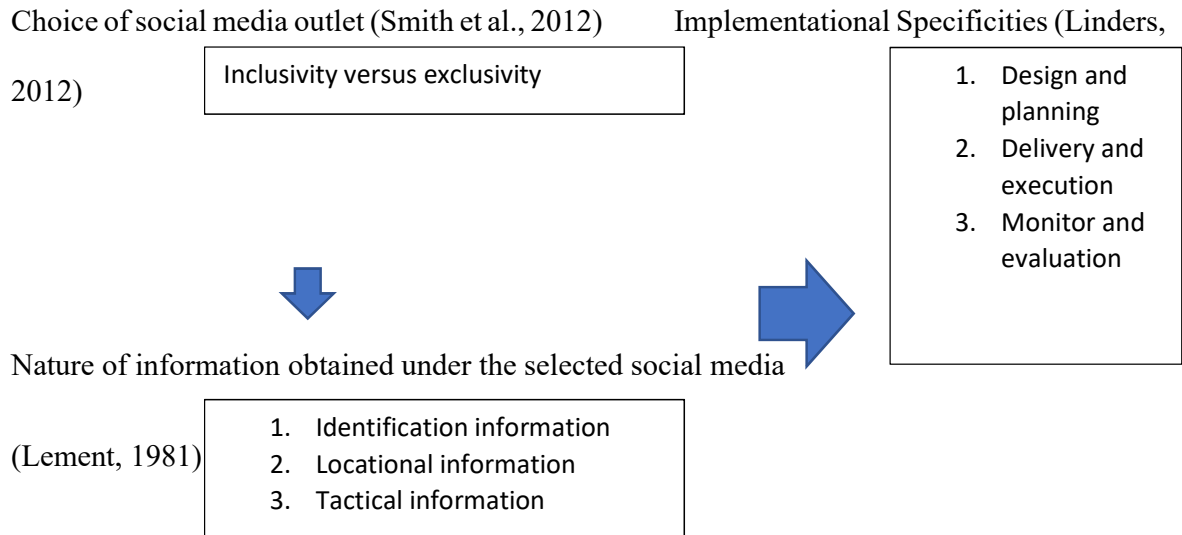 Choice of social media outlet (Smith et al., 2012) Implementational Specificities (Linders,
2012)
Inclusivity versus exclusivity
1. Design and
planning
2. Delivery and
execution
3. Monitor and
evaluation
Nature of information obtained under the selected social media
(Lement, 1981)
1. Identification information
2. Locational information
3. Tactical information